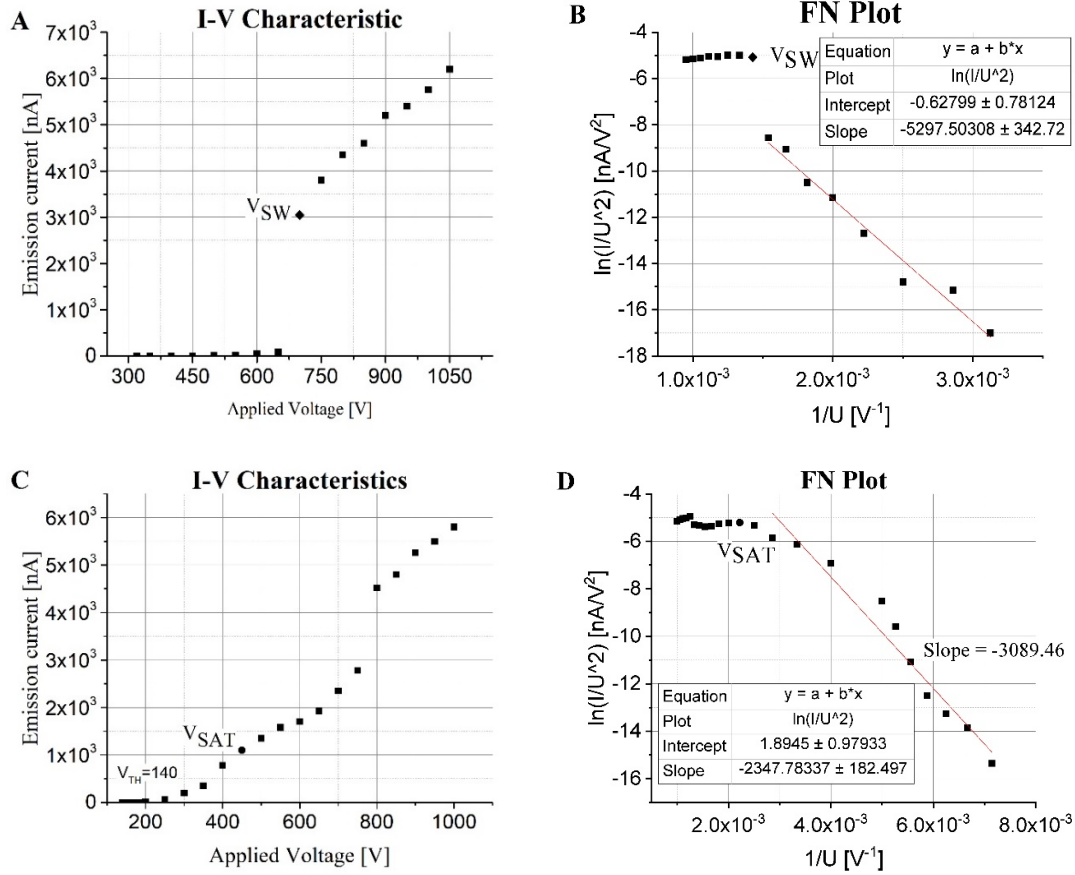 A
I-V Characteristic
7x10³
6x10³
5x10³
4x10³
3x10³
2x10³
1x10³
0
Emission current [nA]
V_SW
300 450 600 750 900 1050
Applied Voltage [V]
B
FN Plot
-4
-6
-8
-10
-12
-14
-16
-18
ln(I/U^2) [nA/V²]
V_SW
Equation y = a + b*x
Plot ln(I/U^2)
Intercept -0.62799 ± 0.78124
Slope -5297.50308 ± 342.72
1.0x10⁻³ 2.0x10⁻³ 3.0x10⁻³
1/U [V⁻¹]
C
I-V Characteristics
6x10³
5x10³
4x10³
3x10³
2x10³
1x10³
0
Emission current [nA]
V_SAT
V_TH=140
200 400 600 800 1000
Applied Voltage [V]
D
FN Plot
-4
-6
-8
-10
-12
-14
-16
ln(I/U^2) [nA/V²]
V_SAT
Slope = -3089.46
Equation y = a + b*x
Plot ln(I/U^2)
Intercept 1.8945 ± 0.97933
Slope -2347.78337 ± 182.497
2.0x10⁻³ 4.0x10⁻³ 6.0x10⁻³ 8.0x10⁻³
1/U [V⁻¹]